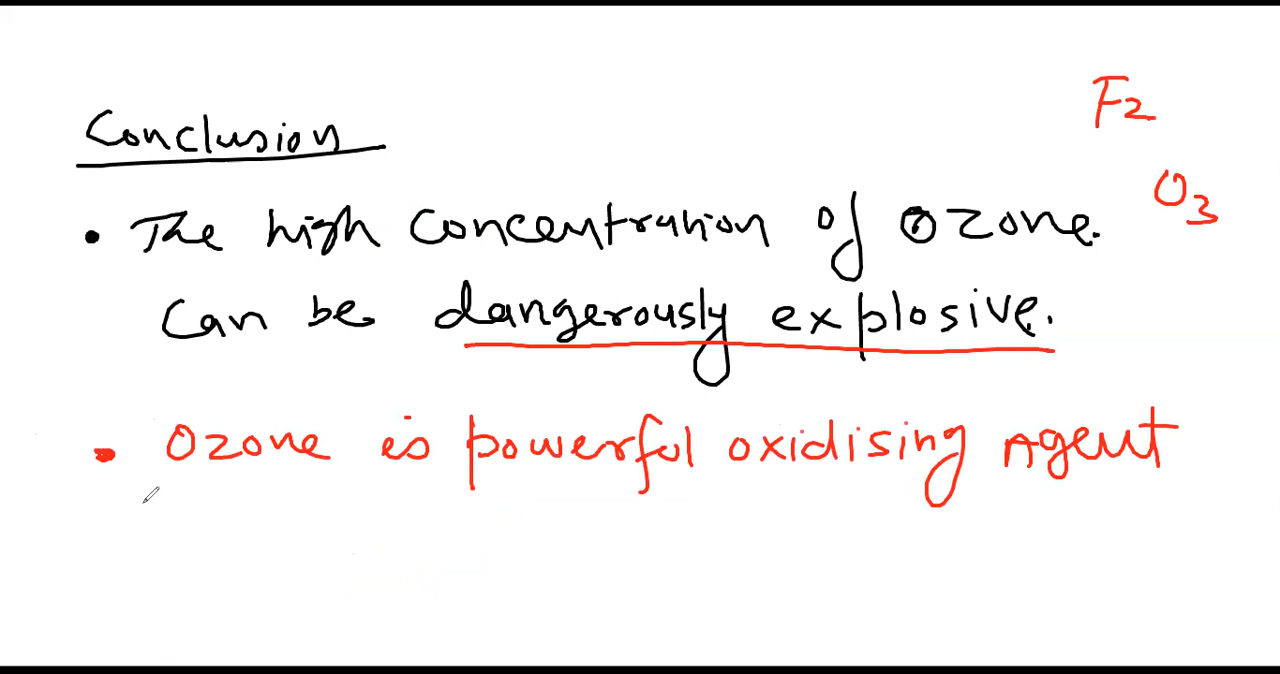 Conclusion
F2
O3
• The high concentration of Ozone.
can be dangerously explosive.
• Ozone is powerful oxidising Agent